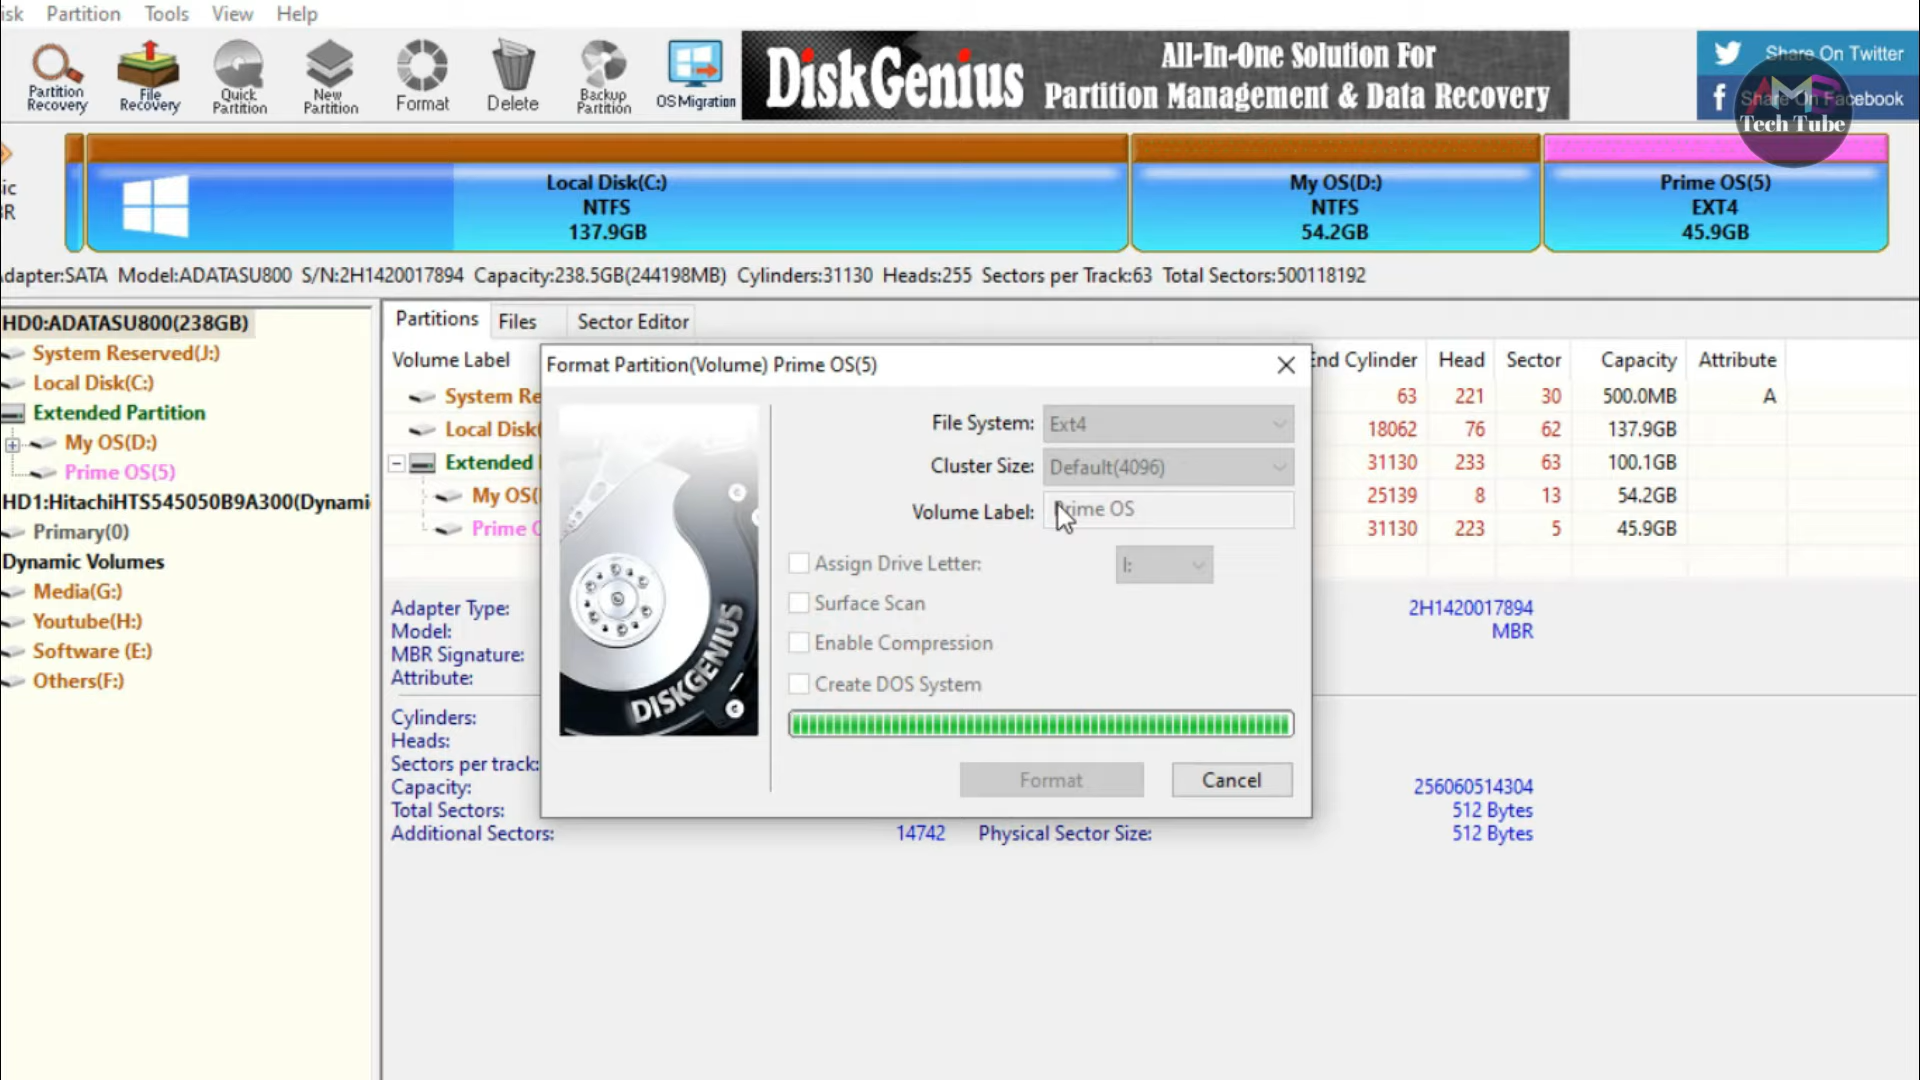 isk Partition Tools View Help
Partition Recovery
File Recovery
Quick Partition
New Partition
Format
Delete
Backup Partition
OS Migration
DiskGenius
All-In-One Solution For
Partition Management & Data Recovery
Share On Twitter
Share On Facebook
Tech Tube
ic
R
Local Disk(C:)
NTFS
137.9GB
My OS(D:)
NTFS
54.2GB
Prime OS(5)
EXT4
45.9GB
dapter:SATA Model:ADATASU800 S/N:2H1420017894 Capacity:238.5GB(244198MB) Cylinders:31130 Heads:255 Sectors per Track:63 Total Sectors:500118192
HD0:ADATASU800(238GB)
System Reserved(J:)
Local Disk(C:)
Extended Partition
My OS(D:)
Prime OS(5)
HD1:HitachiHTS545050B9A300(Dynami
Primary(0)
Dynamic Volumes
Media(G:)
Youtube(H:)
Software (E:)
Others(F:)
Partitions Files Sector Editor
Volume Label End Cylinder Head Sector Capacity Attribute
System Re 63 221 30 500.0MB A
Local Disk( 18062 76 62 137.9GB
Extended 31130 233 63 100.1GB
My OS( 25139 8 13 54.2GB
Prime O 31130 223 5 45.9GB
Format Partition(Volume) Prime OS(5)
File System: Ext4
Cluster Size: Default(4096)
Volume Label: Prime OS
Assign Drive Letter: I:
Surface Scan
Enable Compression
Create DOS System
Format Cancel
DISKGENIUS
Adapter Type: 2H1420017894
Model: MBR
MBR Signature:
Attribute:
Cylinders:
Heads:
Sectors per track:
Capacity: 256060514304
Total Sectors: 512 Bytes
Additional Sectors: 14742 Physical Sector Size: 512 Bytes